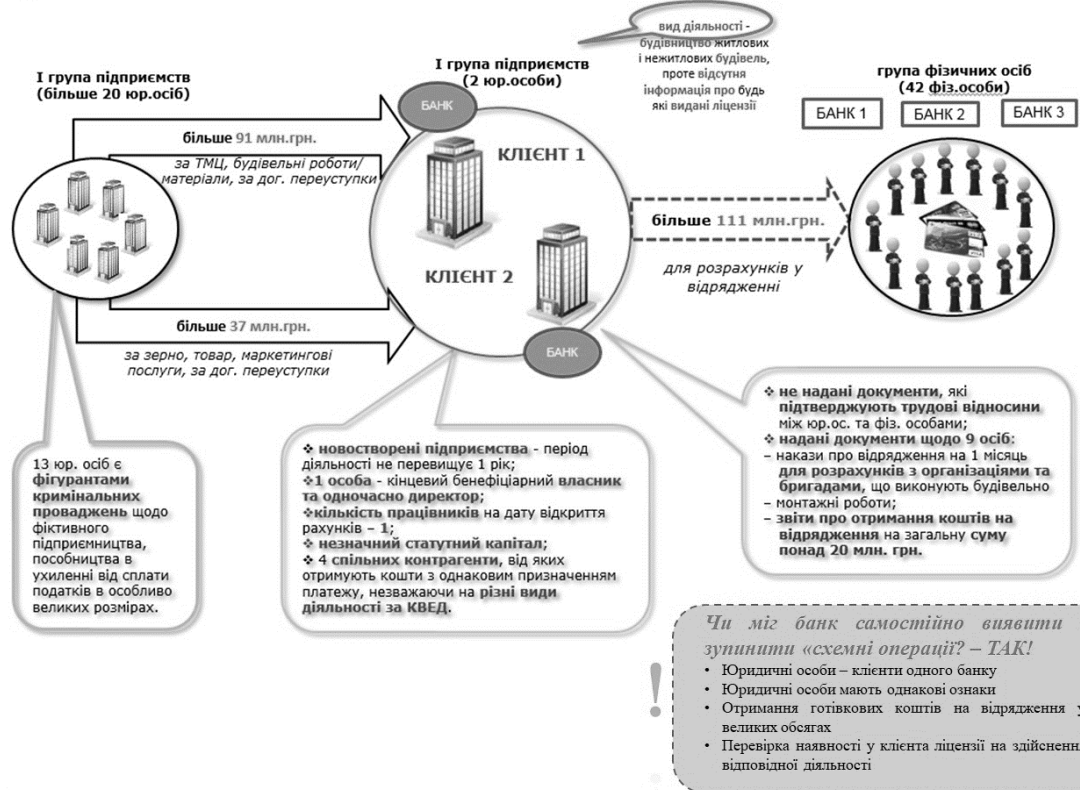 вид діяльності -
будівництво житлових
і нежитлових будівель,
проте відсутня
інформація про будь
які видані ліцензії
І група підприємств
(більше 20 юр.осіб)
І група підприємств
(2 юр.особи)
група фізичних осіб
(42 фіз.особи)
БАНК
БАНК 1
БАНК 2
БАНК 3
більше 91 млн.грн.
за ТМЦ, будівельні роботи/
матеріали, за дог. переуступки
КЛІЄНТ 1
КЛІЄНТ 2
більше 111 млн.грн.
для розрахунків у
відрядженні
більше 37 млн.грн.
за зерно, товар, маркетингові
послуги, за дог. переуступки
БАНК
13 юр. осіб є
фігурантами
кримінальних
проваджень щодо
фіктивного
підприємництва,
пособництва в
ухиленні від сплати
податків в особливо
великих розмірах.
❖ новостворені підприємства - період
діяльності не перевищує 1 рік;
❖1 особа - кінцевий бенефіціарний власник
та одночасно директор;
❖кількість працівників на дату відкриття
рахунків – 1;
❖ незначний статутний капітал;
❖ 4 спільних контрагенти, від яких
отримують кошти з однаковим призначенням
платежу, незважаючи на різні види
діяльності за КВЕД.
❖ не надані документи, які
підтверджують трудові відносини
між юр.ос. та фіз. особами;
❖ надані документи щодо 9 осіб:
– накази про відрядження на 1 місяць
для розрахунків з організаціями та
бригадами, що виконують будівельно
– монтажні роботи;
– звіти про отримання коштів на
відрядження на загальну суму
понад 20 млн. грн.
!
Чи міг банк самостійно виявити
зупинити «схемні операції? – ТАК!
• Юридичні особи – клієнти одного банку
• Юридичні особи мають однакові ознаки
• Отримання готівкових коштів на відрядження у
великих обсягах
• Перевірка наявності у клієнта ліцензії на здійснення
відповідної діяльності